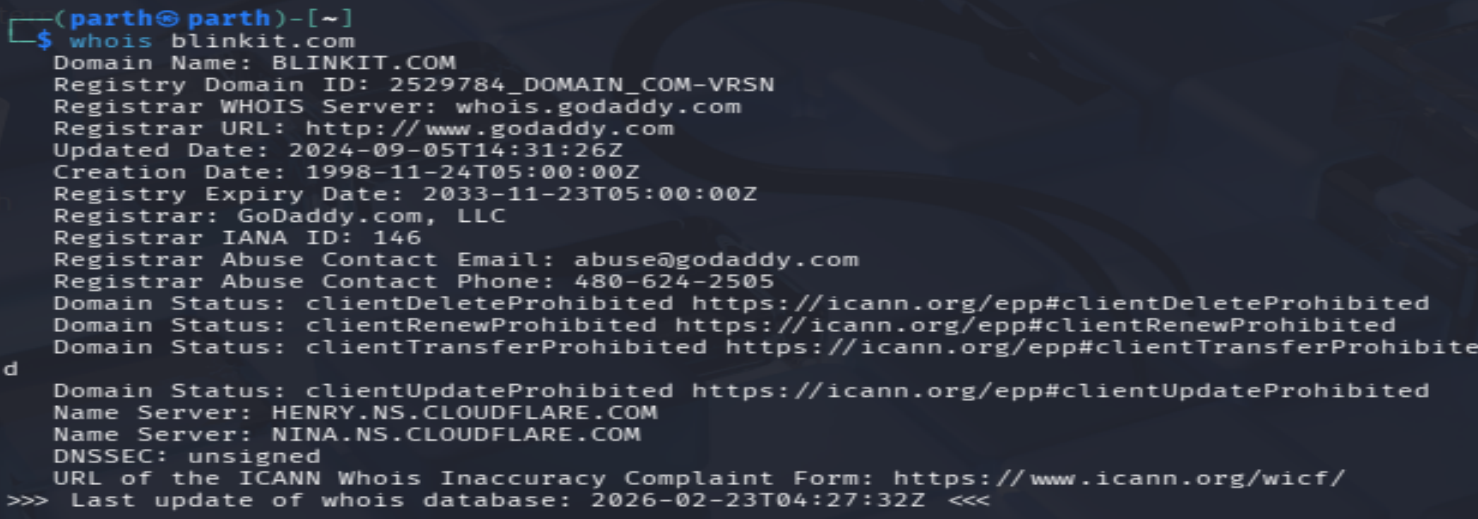 ┌──(parth㉿parth)-[~]
└─$ whois blinkit.com
Domain Name: BLINKIT.COM
Registry Domain ID: 2529784_DOMAIN_COM-VRSN
Registrar WHOIS Server: whois.godaddy.com
Registrar URL: http://www.godaddy.com
Updated Date: 2024-09-05T14:31:26Z
Creation Date: 1998-11-24T05:00:00Z
Registry Expiry Date: 2033-11-23T05:00:00Z
Registrar: GoDaddy.com, LLC
Registrar IANA ID: 146
Registrar Abuse Contact Email: abuse@godaddy.com
Registrar Abuse Contact Phone: 480-624-2505
Domain Status: clientDeleteProhibited https://icann.org/epp#clientDeleteProhibited
Domain Status: clientRenewProhibited https://icann.org/epp#clientRenewProhibited
Domain Status: clientTransferProhibited https://icann.org/epp#clientTransferProhibite
d
Domain Status: clientUpdateProhibited https://icann.org/epp#clientUpdateProhibited
Name Server: HENRY.NS.CLOUDFLARE.COM
Name Server: NINA.NS.CLOUDFLARE.COM
DNSSEC: unsigned
URL of the ICANN Whois Inaccuracy Complaint Form: https://www.icann.org/wicf/
>>> Last update of whois database: 2026-02-23T04:27:32Z <<<